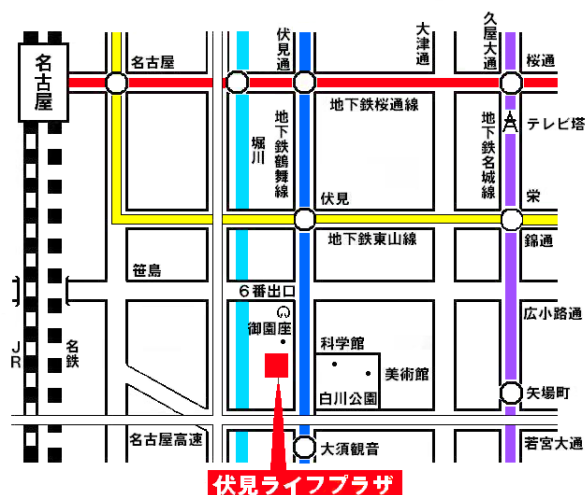 名古屋
名古屋
伏見通
大津通
久屋大通
桜通
地下鉄桜通線
堀川
地下鉄鶴舞線
地下鉄名城線
テレビ塔
伏見
栄
地下鉄東山線
錦通
笹島
6番出口
御園座
広小路通
JR
名鉄
科学館
美術館
白川公園
矢場町
名古屋高速
大須観音
若宮大通
伏見ライフプラザ